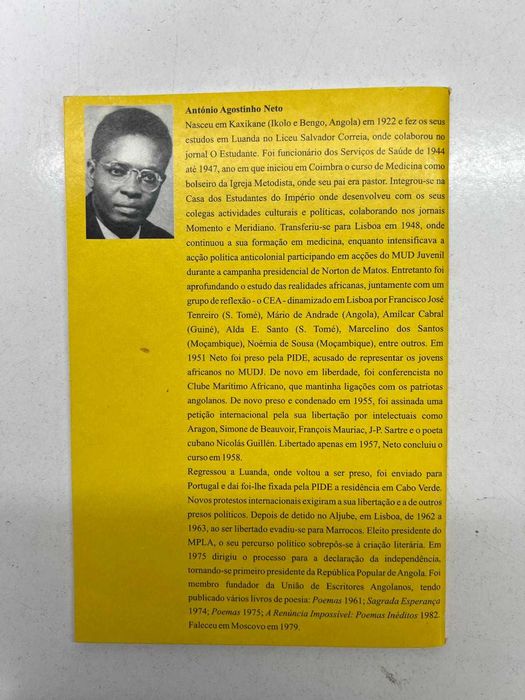 António Agostinho Neto
Nasceu em Kaxikane (Ikolo e Bengo, Angola) em 1922 e fez os seus
estudos em Luanda no Liceu Salvador Correia, onde colaborou no
jornal O Estudante. Foi funcionário dos Serviços de Saúde de 1944
até 1947, ano em que iniciou em Coimbra o curso de Medicina como
bolseiro da Igreja Metodista, onde seu pai era pastor. Integrou-se na
Casa dos Estudantes do Império onde desenvolveu com os seus
colegas actividades culturais e políticas, colaborando nos jornais
Momento e Meridiano. Transferiu-se para Lisboa em 1948, onde
continuou a sua formação em medicina, enquanto intensificava a
acção política anticolonial participando em acções do MUD Juvenil
durante a campanha presidencial de Norton de Matos. Entretanto foi
aprofundando o estudo das realidades africanas, juntamente com um
grupo de reflexão - o CEA - dinamizado em Lisboa por Francisco José
Tenreiro (S. Tomé), Mário de Andrade (Angola), Amílcar Cabral
(Guiné), Alda E. Santo (S. Tomé), Marcelino dos Santos
(Moçambique), Noémia de Sousa (Moçambique), entre outros. Em
1951 Neto foi preso pela PIDE, acusado de representar os jovens
africanos no MUDJ. De novo em liberdade, foi conferencista no
Clube Marítimo Africano, que mantinha ligações com os patriotas
angolanos. De novo preso e condenado em 1955, foi assinada uma
petição internacional pela sua libertação por intelectuais como
Aragon, Simone de Beauvoir, François Mauriac, J-P. Sartre e o poeta
cubano Nicolás Guillén. Libertado apenas em 1957, Neto concluiu o
curso em 1958.
Regressou a Luanda, onde voltou a ser preso, foi enviado para
Portugal e daí foi-lhe fixada pela PIDE a residência em Cabo Verde.
Novos protestos internacionais exigiram a sua libertação e a de outros
presos políticos. Depois de detido no Aljube, em Lisboa, de 1962 a
1963, ao ser libertado evadiu-se para Marrocos. Eleito presidente do
MPLA, o seu percurso político sobrepôs-se à criação literária. Em
1975 dirigiu o processo para a declaração da independência,
tornando-se primeiro presidente da República Popular de Angola. Foi
membro fundador da União de Escritores Angolanos, tendo
publicado vários livros de poesia: Poemas 1961; Sagrada Esperança
1974; Poemas 1975; A Renúncia Impossível: Poemas Inéditos 1982.
Faleceu em Moscovo em 1979.